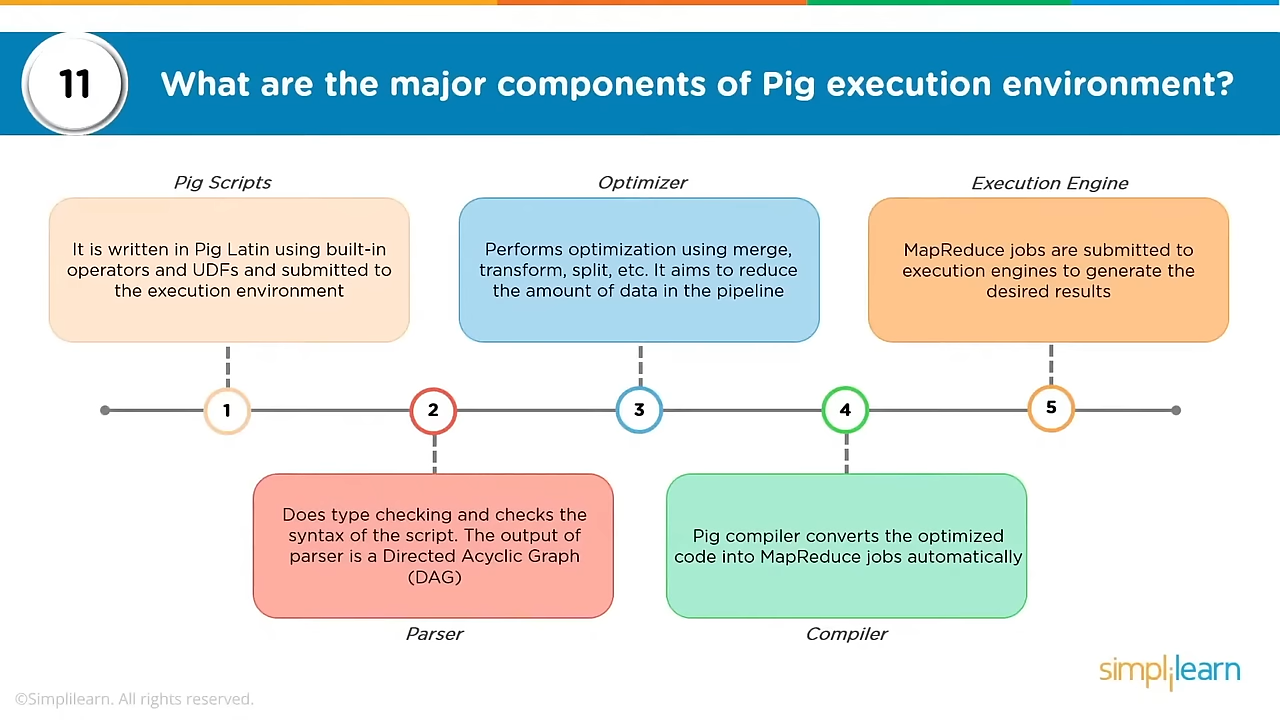 11
What are the major components of Pig execution environment?
Pig Scripts
It is written in Pig Latin using built-in
operators and UDFs and submitted to
the execution environment
Optimizer
Performs optimization using merge,
transform, split, etc. It aims to reduce
the amount of data in the pipeline
Execution Engine
MapReduce jobs are submitted to
execution engines to generate the
desired results
1
2
3
4
5
Does type checking and checks the
syntax of the script. The output of
parser is a Directed Acyclic Graph
(DAG)
Parser
Pig compiler converts the optimized
code into MapReduce jobs automatically
Compiler
simplilearn
©Simplilearn. All rights reserved.